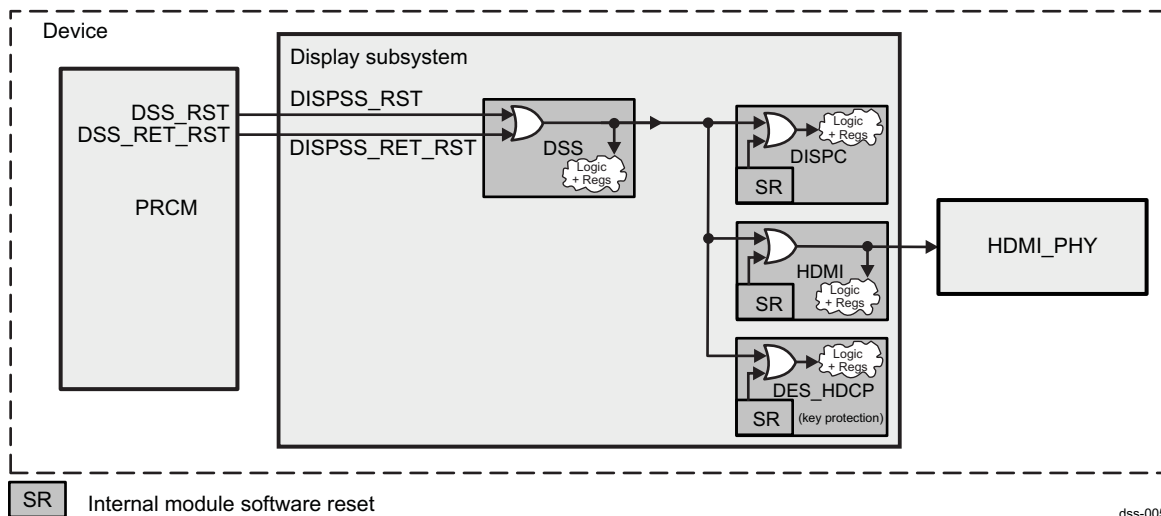 Device
Display subsystem
DSS_RST
DISPSS_RST
DSS_RET_RST
DISPSS_RET_RST
PRCM
DSS
Logic
+ Regs
Logic
+ Regs
DISPC
SR
HDMI
Logic
+ Regs
SR
HDMI_PHY
Logic
+ Regs
DES_HDCP
SR
(key protection)
SR
Internal module software reset